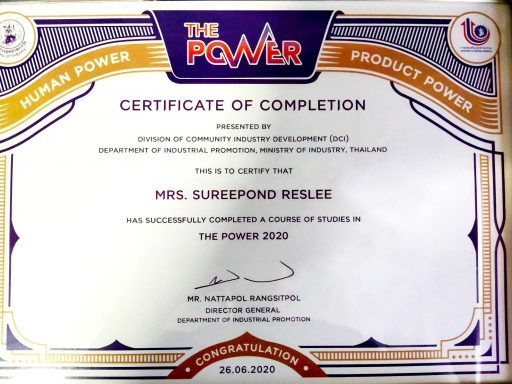 THE
POWER
HUMAN POWER
PRODUCT POWER
CERTIFICATE OF COMPLETION
PRESENTED BY
DIVISION OF COMMUNITY INDUSTRY DEVELOPMENT (DCI)
DEPARTMENT OF INDUSTRIAL PROMOTION, MINISTRY OF INDUSTRY, THAILAND
THIS IS TO CERTIFY THAT
MRS. SUREEPOND RESLEE
HAS SUCCESSFULLY COMPLETED A COURSE OF STUDIES IN
THE POWER 2020
MR. NATTAPOL RANGSITPOL
DIRECTOR GENERAL
DEPARTMENT OF INDUSTRIAL PROMOTION
CONGRATULATION
26.06.2020